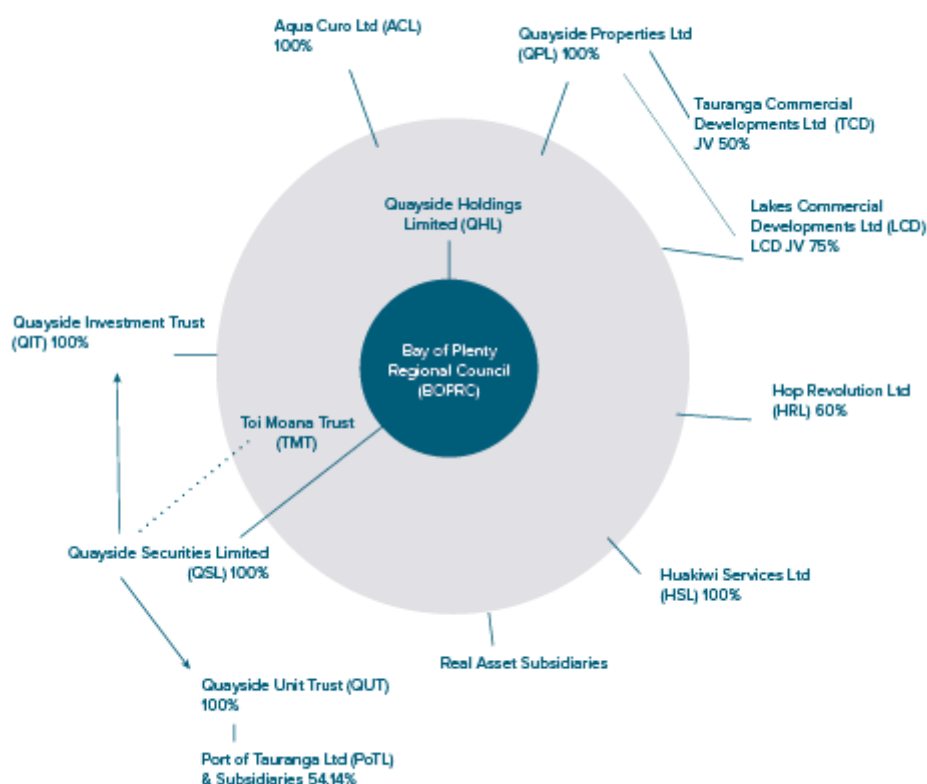 Aqua Curo Ltd (ACL)
100%
Quayside Properties Ltd
(QPL) 100%
Tauranga Commercial
Developments Ltd (TCD)
JV 50%
Quayside Holdings
Limited (QHL)
Lakes Commercial
Developments Ltd (LCD)
LCD JV 75%
Quayside Investment Trust
(QIT) 100%
Bay of Plenty
Regional Council
(BOPRC)
Hop Revolution Ltd
(HRL) 60%
Toi Moana Trust
(TMT)
Quayside Securities Limited
(QSL) 100%
Huakiwi Services Ltd
(HSL) 100%
Real Asset Subsidiaries
Quayside Unit Trust (QUT)
100%
Port of Tauranga Ltd (PoTL)
& Subsidiaries 54.14%